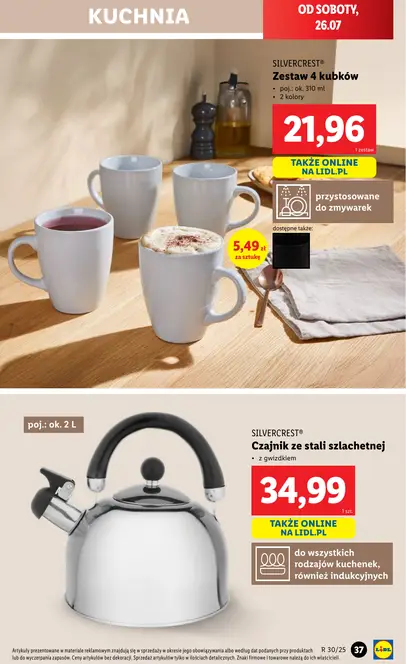 KUCHNIA
OD SOBOTY,
26.07
SILVERCREST®
Zestaw 4 kubków
• poj.: ok. 310 ml
• 2 kolory
21,96
1 zestaw
TAKŻE ONLINE
NA LIDL.PL
przystosowane
do zmywarek
dostępne także:
5,49 zł
za sztukę
poj.: ok. 2 L
SILVERCREST®
Czajnik ze stali szlachetnej
• z gwizdkiem
34,99
1 szt.
TAKŻE ONLINE
NA LIDL.PL
do wszystkich
rodzajów kuchenek,
również indukcyjnych
Artykuły prezentowane w materiale reklamowym znajdują się w sprzedaży w okresie jego obowiązywania albo według dat podanych przy produktach
lub do wyczerpania zapasów. Ceny artykułów bez dekoracji. Sprzedaż artykułów tylko w ilościach detalicznych. Znaki firmowe i towarowe należą do ich właścicieli.
R 30/25
37
LIDL